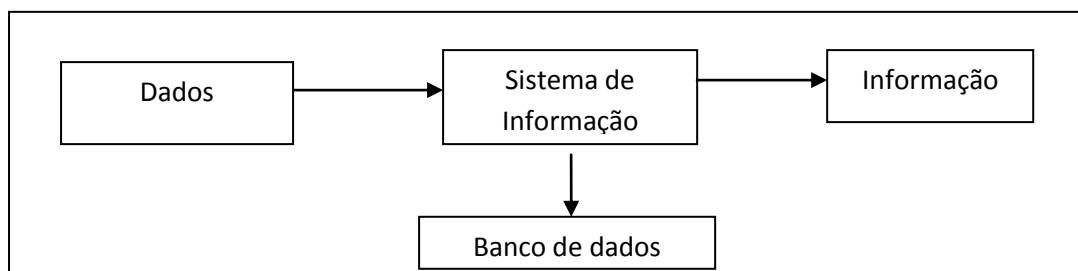 Dados
Sistema de
Informação
Informação
Banco de dados